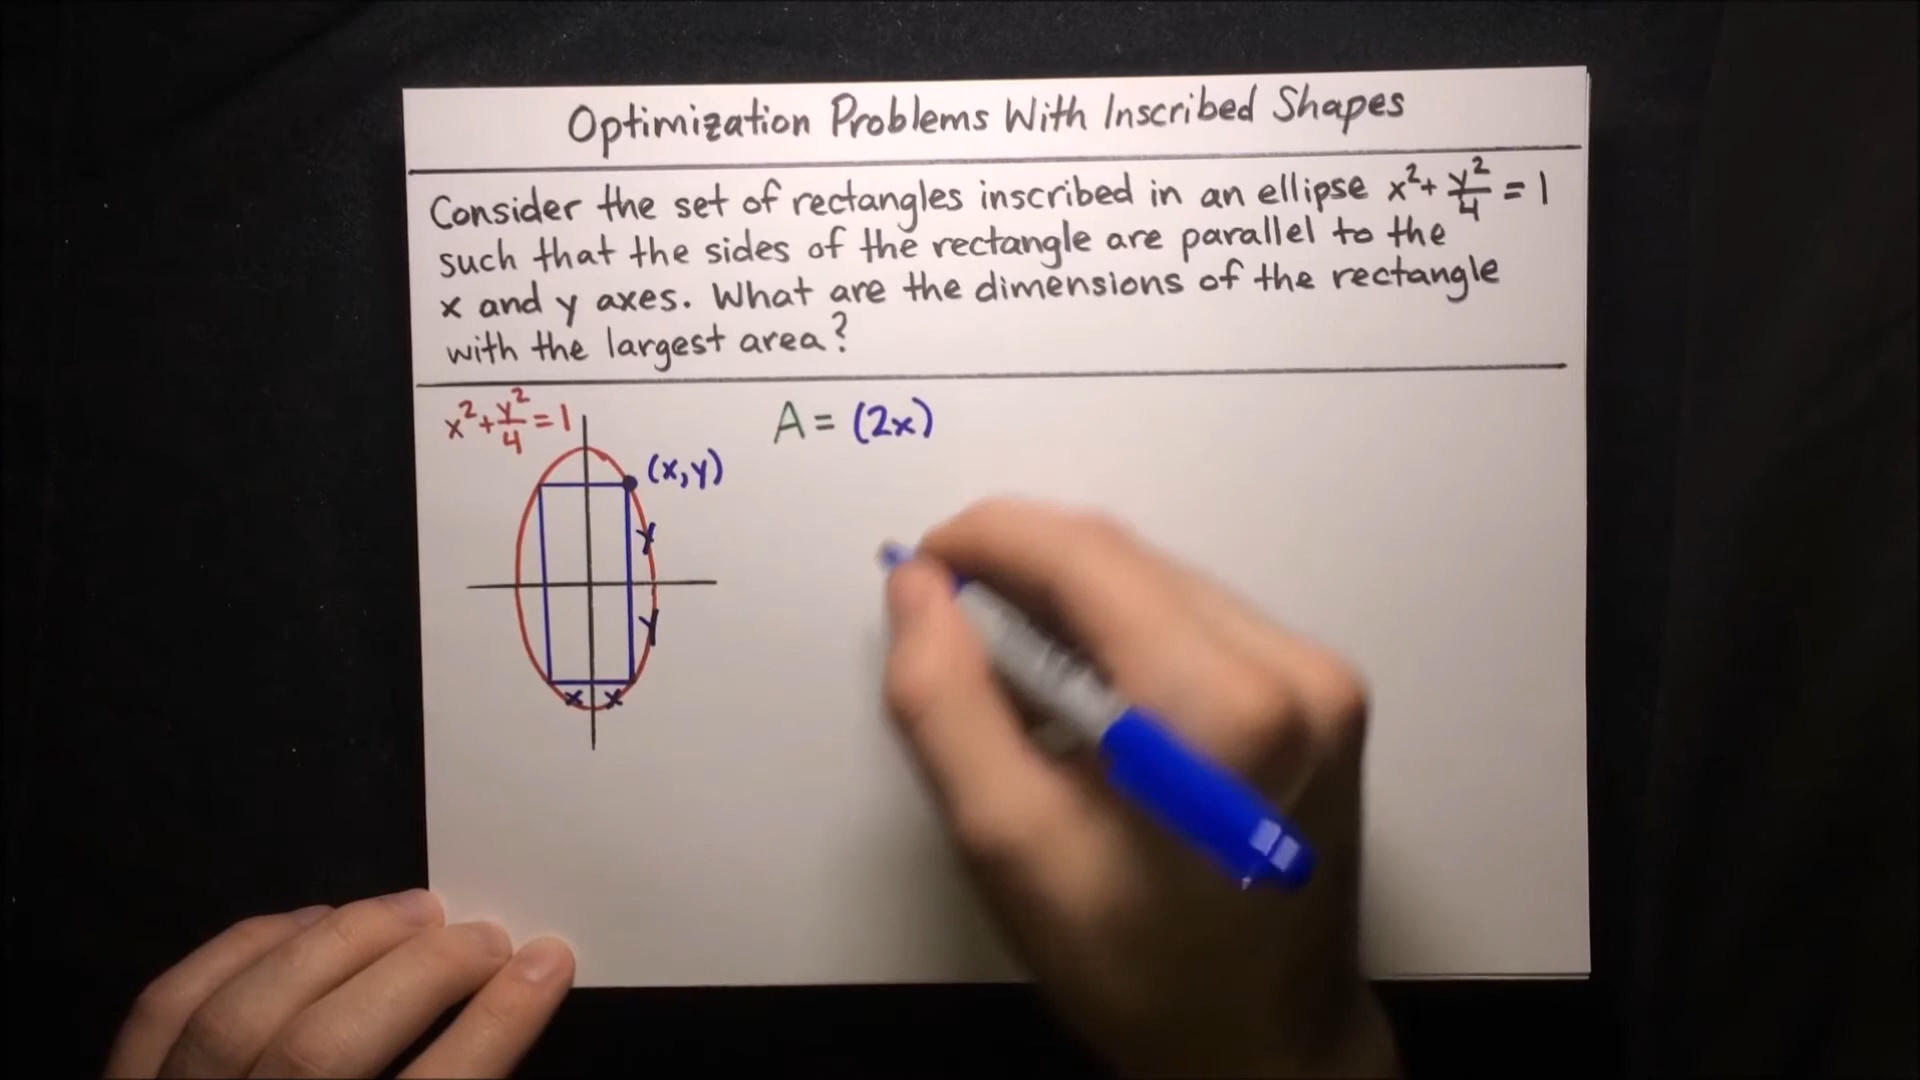 Optimization Problems With Inscribed Shapes
Consider the set of rectangles inscribed in an ellipse x² + y²/4 = 1
such that the sides of the rectangle are parallel to the
x and y axes. What are the dimensions of the rectangle
with the largest area?
x² + y²/4 = 1
A = (2x)
(x,y)
y
y
x x